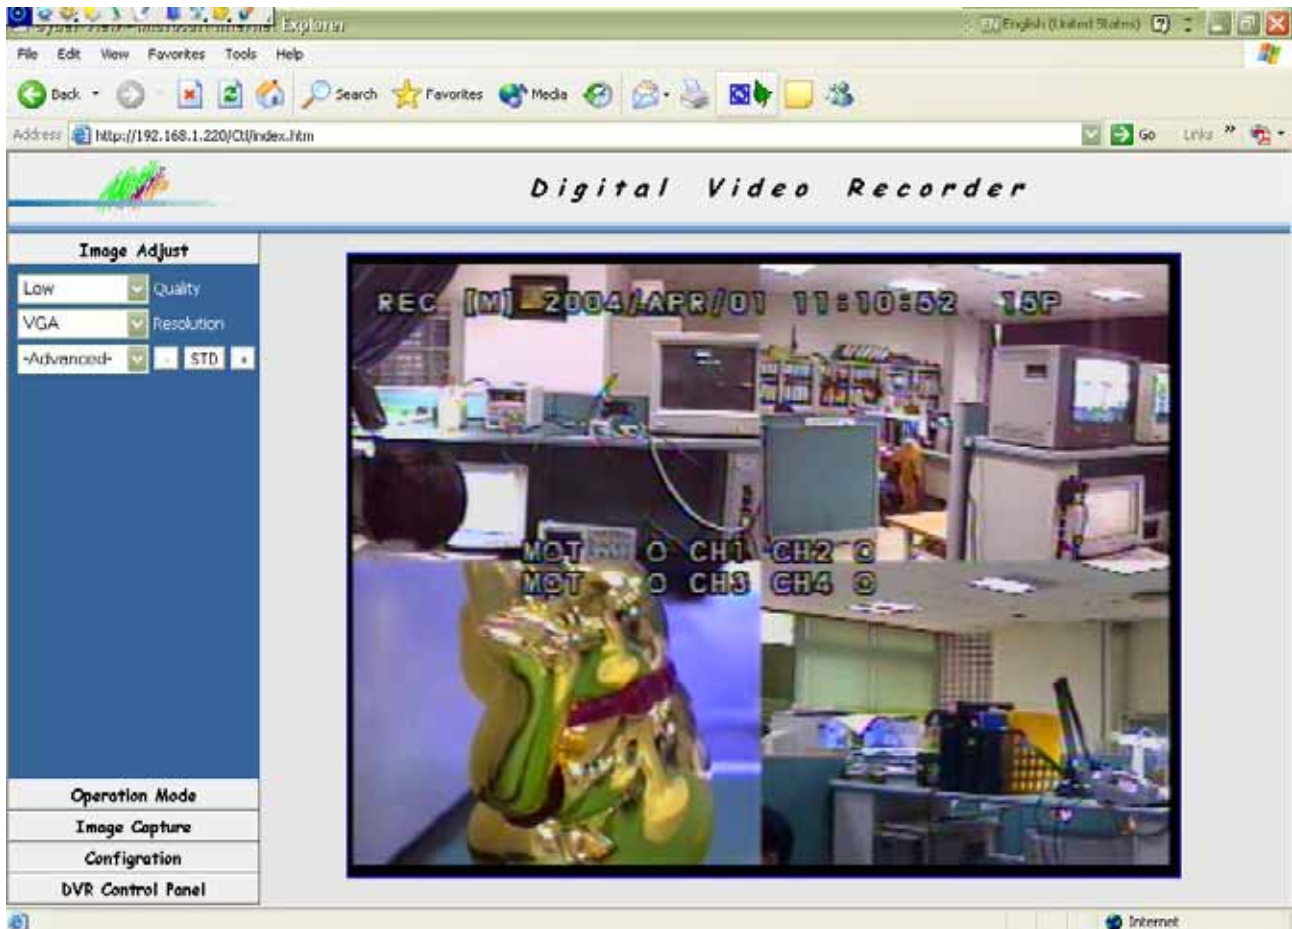 Explorer
English (United States)
File Edit View Favorites Tools Help
Back Search Favorites Media
Address http://192.168.1.220/Ctl/index.htm Go Links »
Digital Video Recorder
Image Adjust
Low Quality
VGA Resolution
-Advanced- - STD +
REC [M] 2004/APR/01 11:10:52 15P
MOT O CH1 CH2 O
MOT O CH3 CH4 O
Operation Mode
Image Capture
Configration
DVR Control Panel
Internet